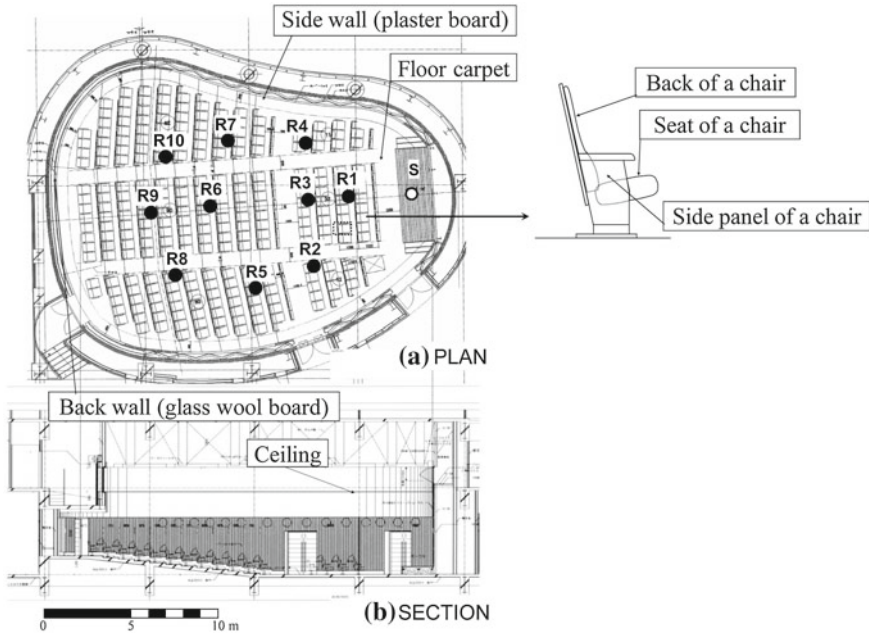 Side wall (plaster board)
Floor carpet
Back of a chair
Seat of a chair
Side panel of a chair
R10
R7
R4
S
R9
R6
R3
R1
R8
R5
R2
(a) PLAN
Back wall (glass wool board)
Ceiling
(b) SECTION
0 5 10 m